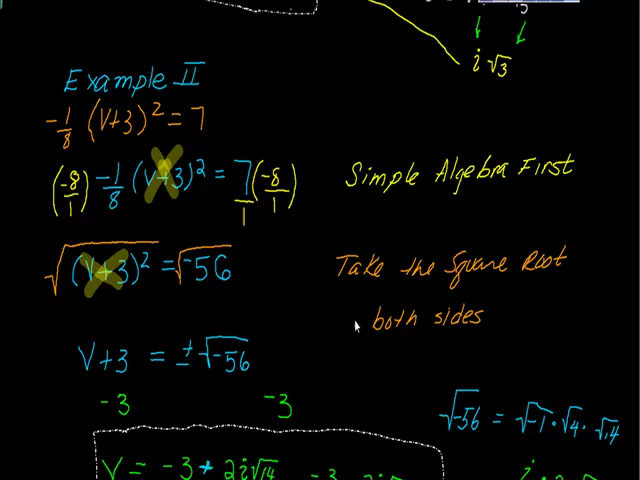 i √3
Example II
-1/8 (v+3)² = 7
(-8/1) -1/8 (v+3)² = 7/1 (-8/1)
Simple Algebra First
√(v+3)² = √-56
Take the Square Root
both sides
v+3 = ± √-56
-3 -3
√-56 = √-1 · √4 · √14
v = -3 + 2i√14